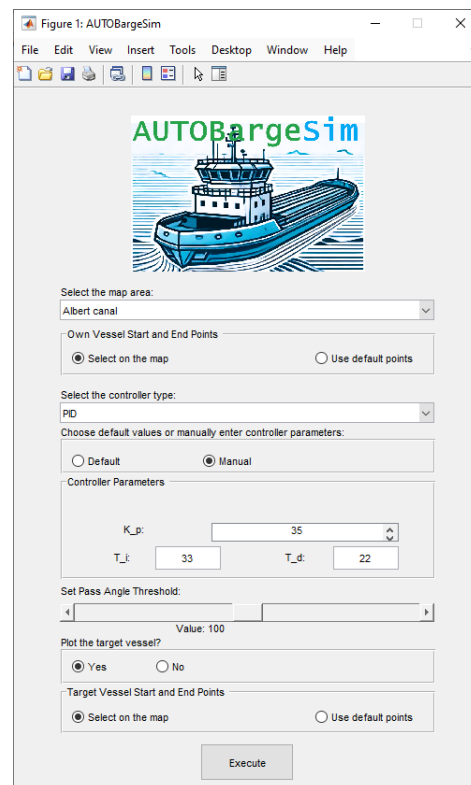 Figure 1: AUTOBargeSim
File Edit View Insert Tools Desktop Window Help
AUTOBargeSim
Select the map area:
Albert canal
Own Vessel Start and End Points
Select on the map Use default points
Select the controller type:
PID
Choose default values or manually enter controller parameters:
Default Manual
Controller Parameters
K_p: 35
T_i: 33 T_d: 22
Set Pass Angle Threshold:
Value: 100
Plot the target vessel?
Yes No
Target Vessel Start and End Points
Select on the map Use default points
Execute